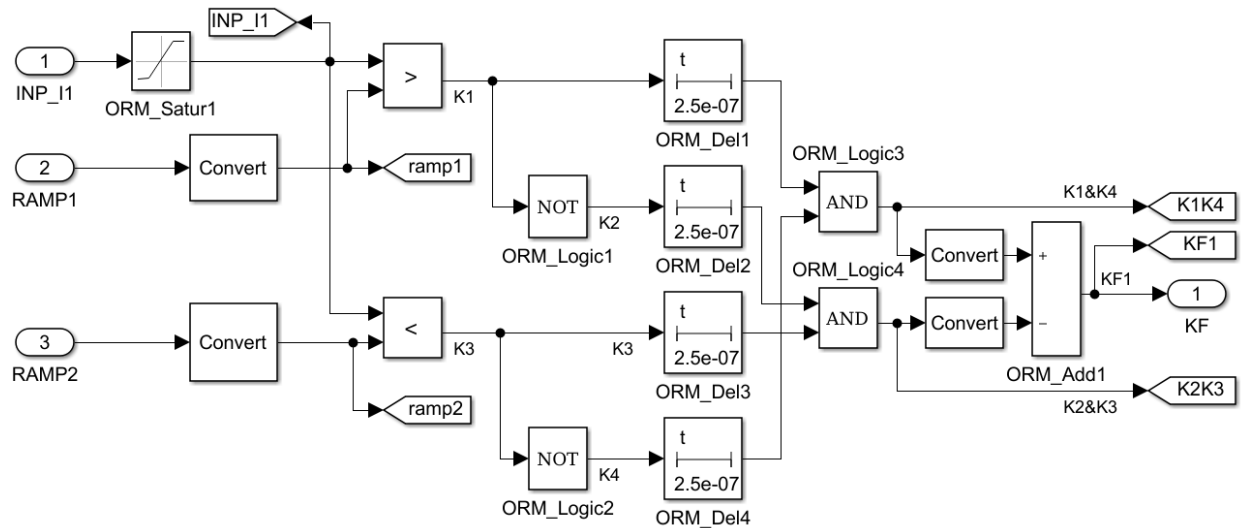 INP_I1
1
INP_I1
ORM_Satur1
>
K1
t
2.5e-07
ORM_Del1
2
RAMP1
Convert
ramp1
NOT
K2
ORM_Logic1
t
2.5e-07
ORM_Del2
ORM_Logic3
AND
K1&K4
K1K4
KF1
Convert
+
−
KF1
1
KF
ORM_Logic4
AND
Convert
ORM_Add1
K2&K3
K2K3
3
RAMP2
Convert
<
K3
K3
t
2.5e-07
ORM_Del3
ramp2
NOT
K4
ORM_Logic2
t
2.5e-07
ORM_Del4